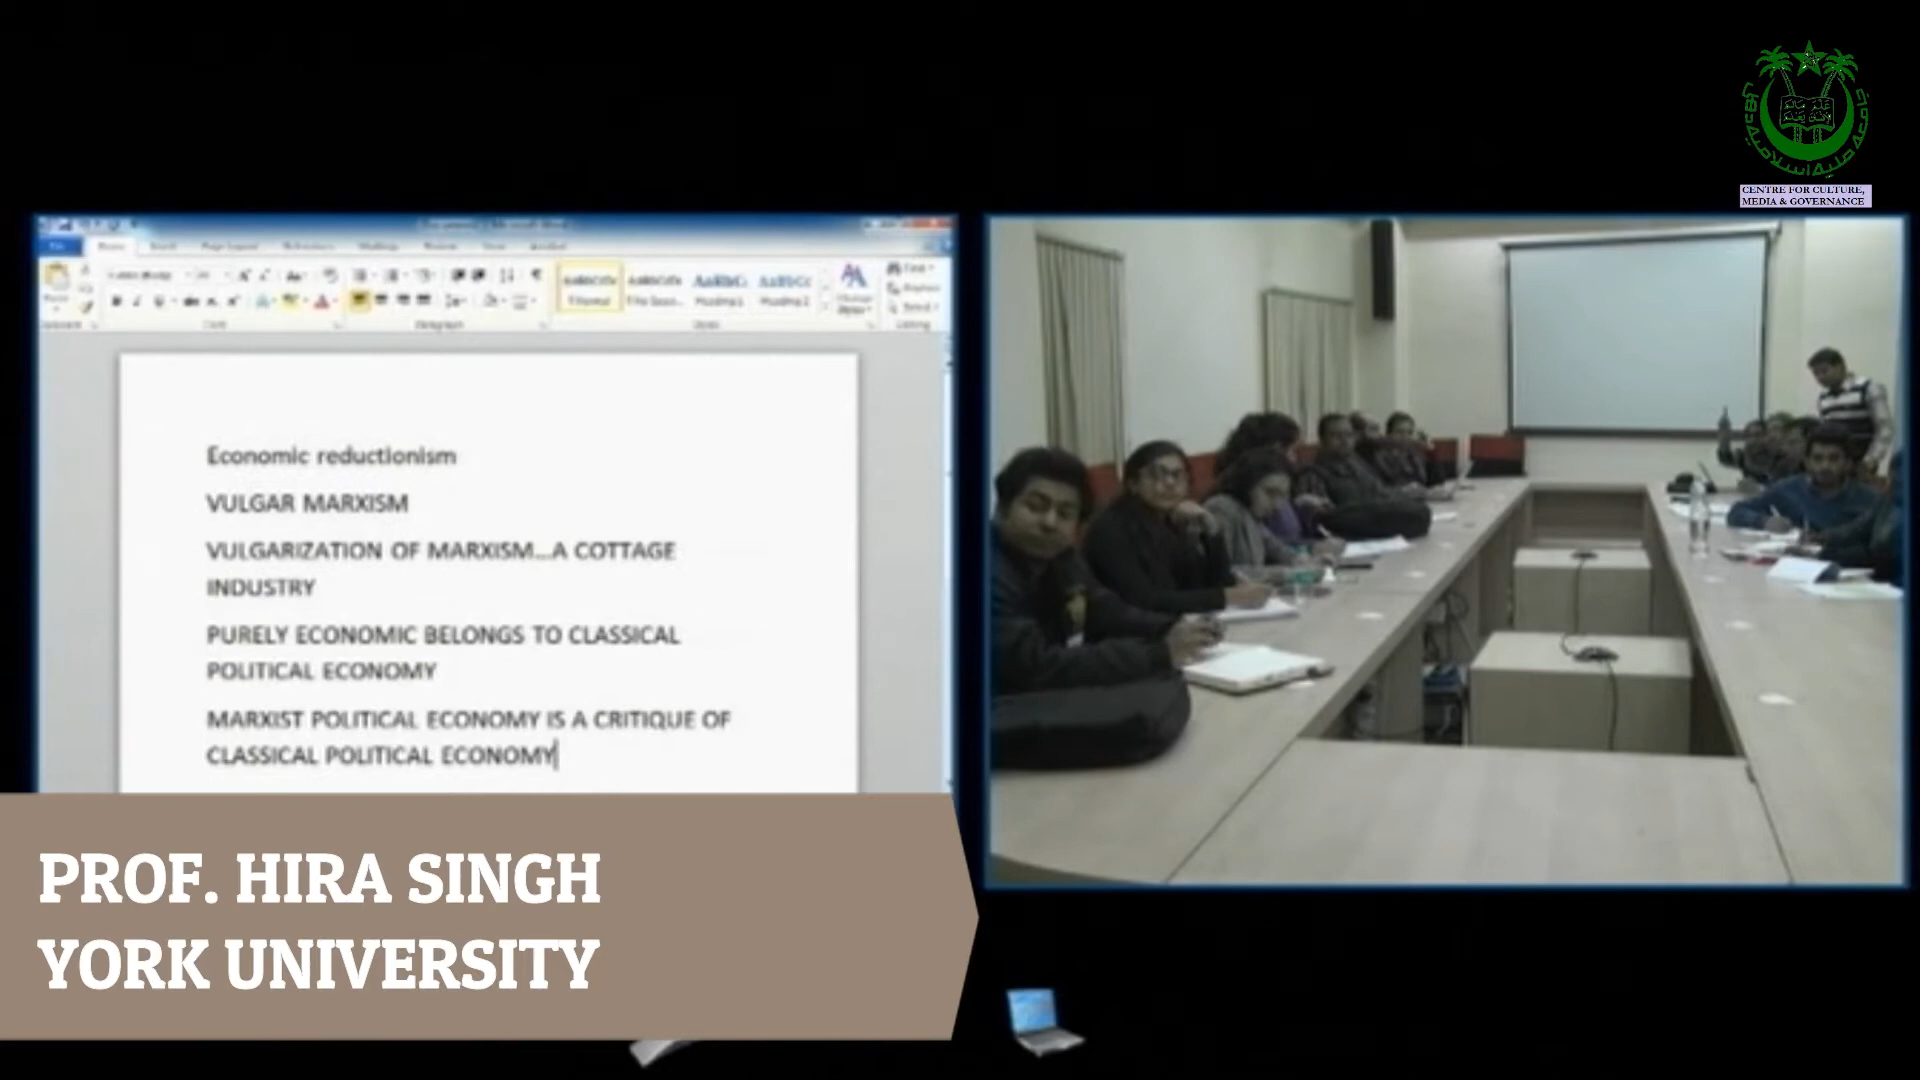 CENTRE FOR CULTURE,
MEDIA & GOVERNANCE
Economic reductionism
VULGAR MARXISM
VULGARIZATION OF MARXISM...A COTTAGE
INDUSTRY
PURELY ECONOMIC BELONGS TO CLASSICAL
POLITICAL ECONOMY
MARXIST POLITICAL ECONOMY IS A CRITIQUE OF
CLASSICAL POLITICAL ECONOMY
PROF. HIRA SINGH
YORK UNIVERSITY